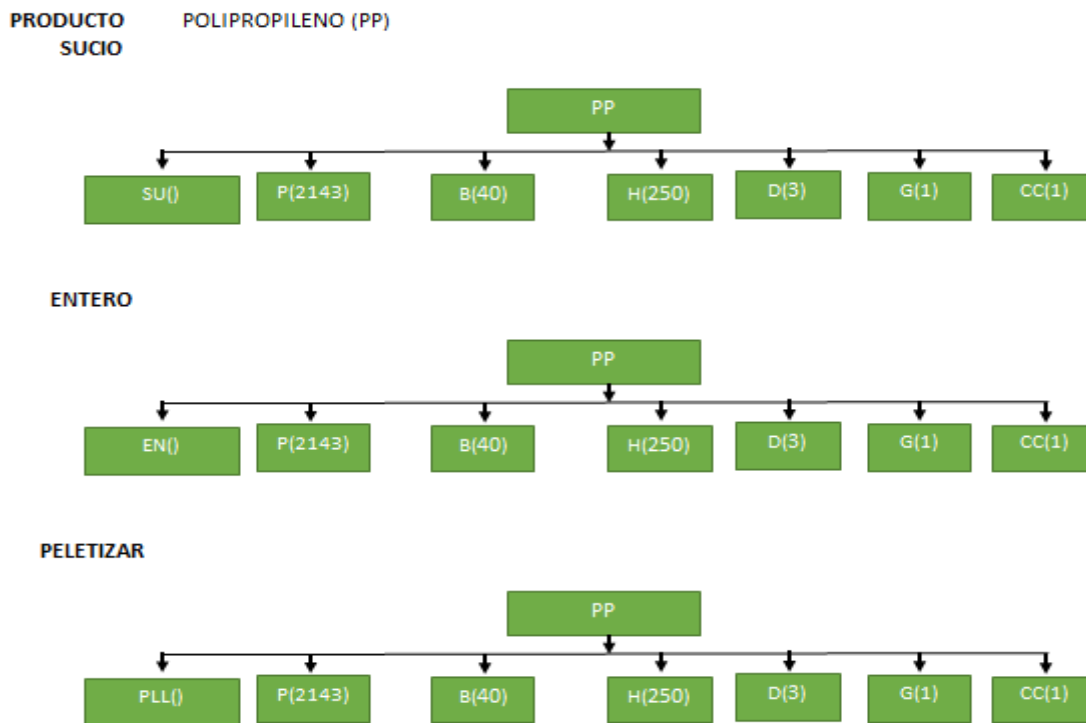 PRODUCTO POLIPROPILENO (PP)
SUCIO
PP
SU() P(2143) B(40) H(250) D(3) G(1) CC(1)
ENTERO
PP
EN() P(2143) B(40) H(250) D(3) G(1) CC(1)
PELETIZAR
PP
PLL() P(2143) B(40) H(250) D(3) G(1) CC(1)